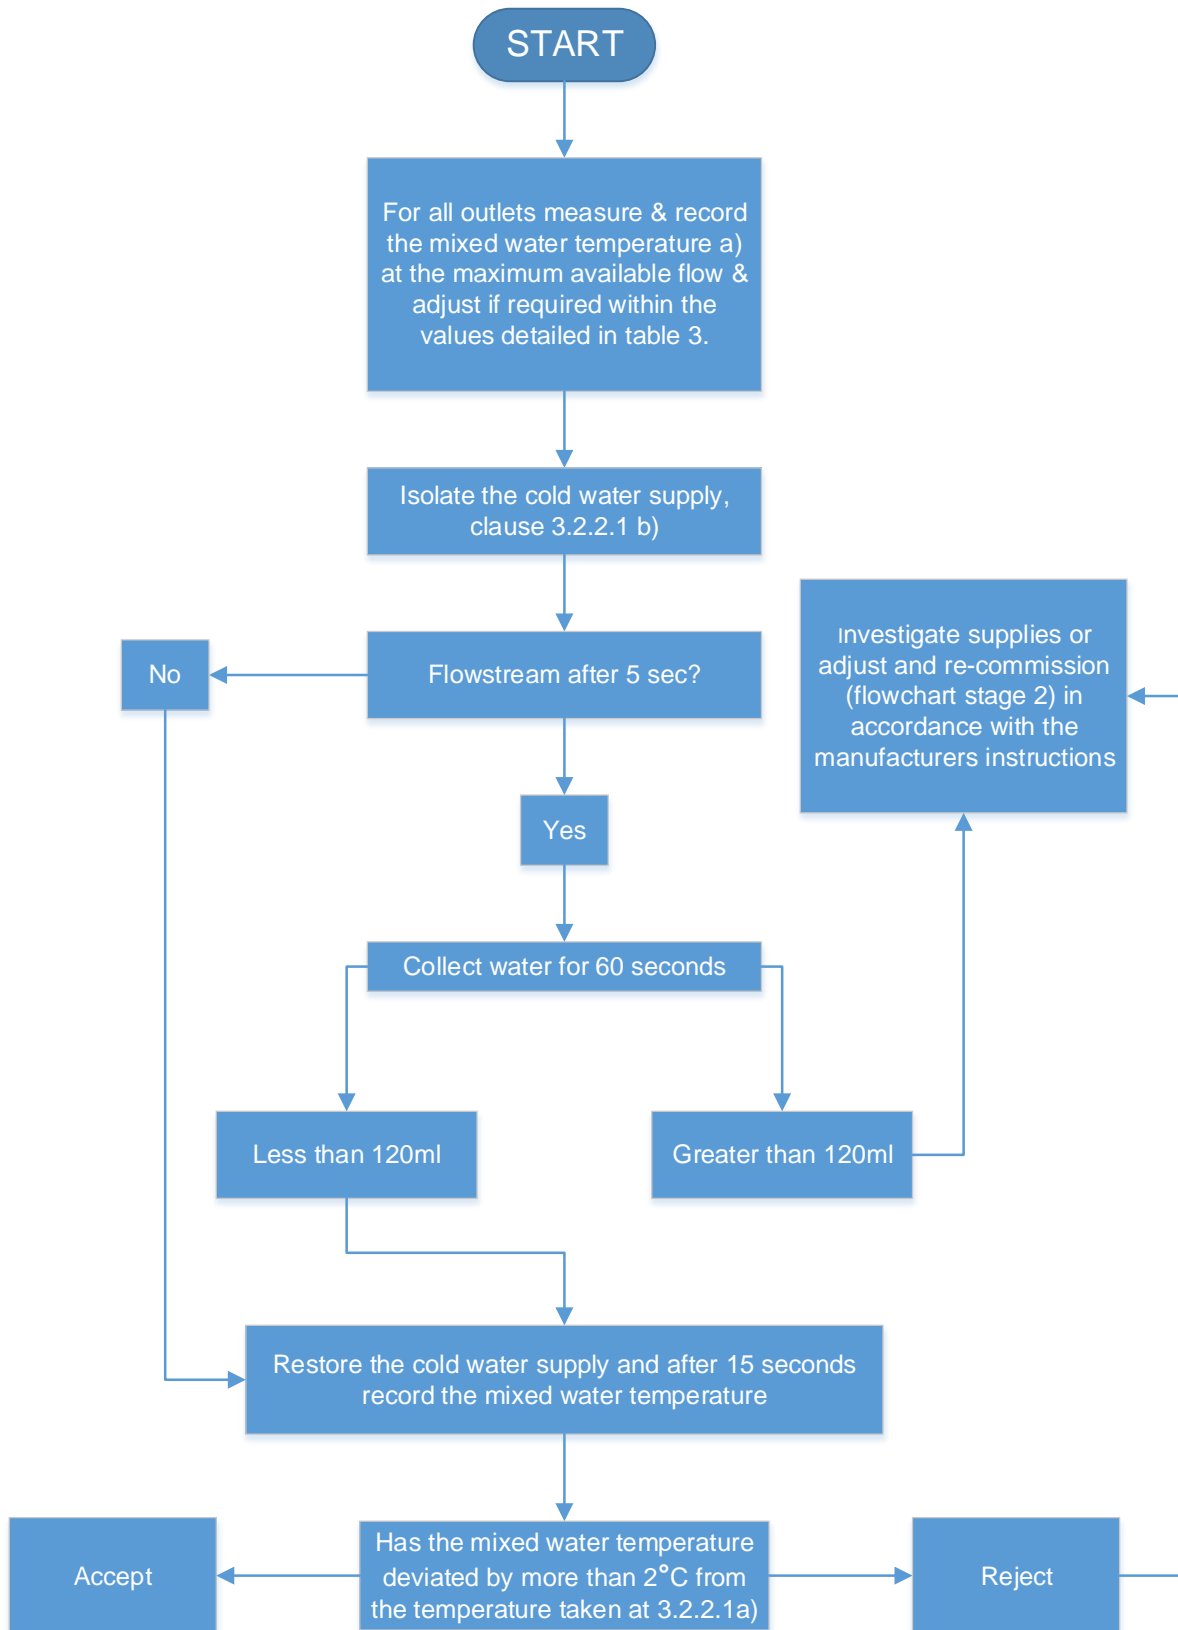 START
For all outlets measure & record
the mixed water temperature a)
at the maximum available flow &
adjust if required within the
values detailed in table 3.
Isolate the cold water supply,
clause 3.2.2.1 b)
Flowstream after 5 sec?
No
Investigate supplies or
adjust and re-commission
(flowchart stage 2) in
accordance with the
manufacturers instructions
Yes
Collect water for 60 seconds
Less than 120ml
Greater than 120ml
Restore the cold water supply and after 15 seconds
record the mixed water temperature
Accept
Has the mixed water temperature
deviated by more than 2°C from
the temperature taken at 3.2.2.1a)
Reject